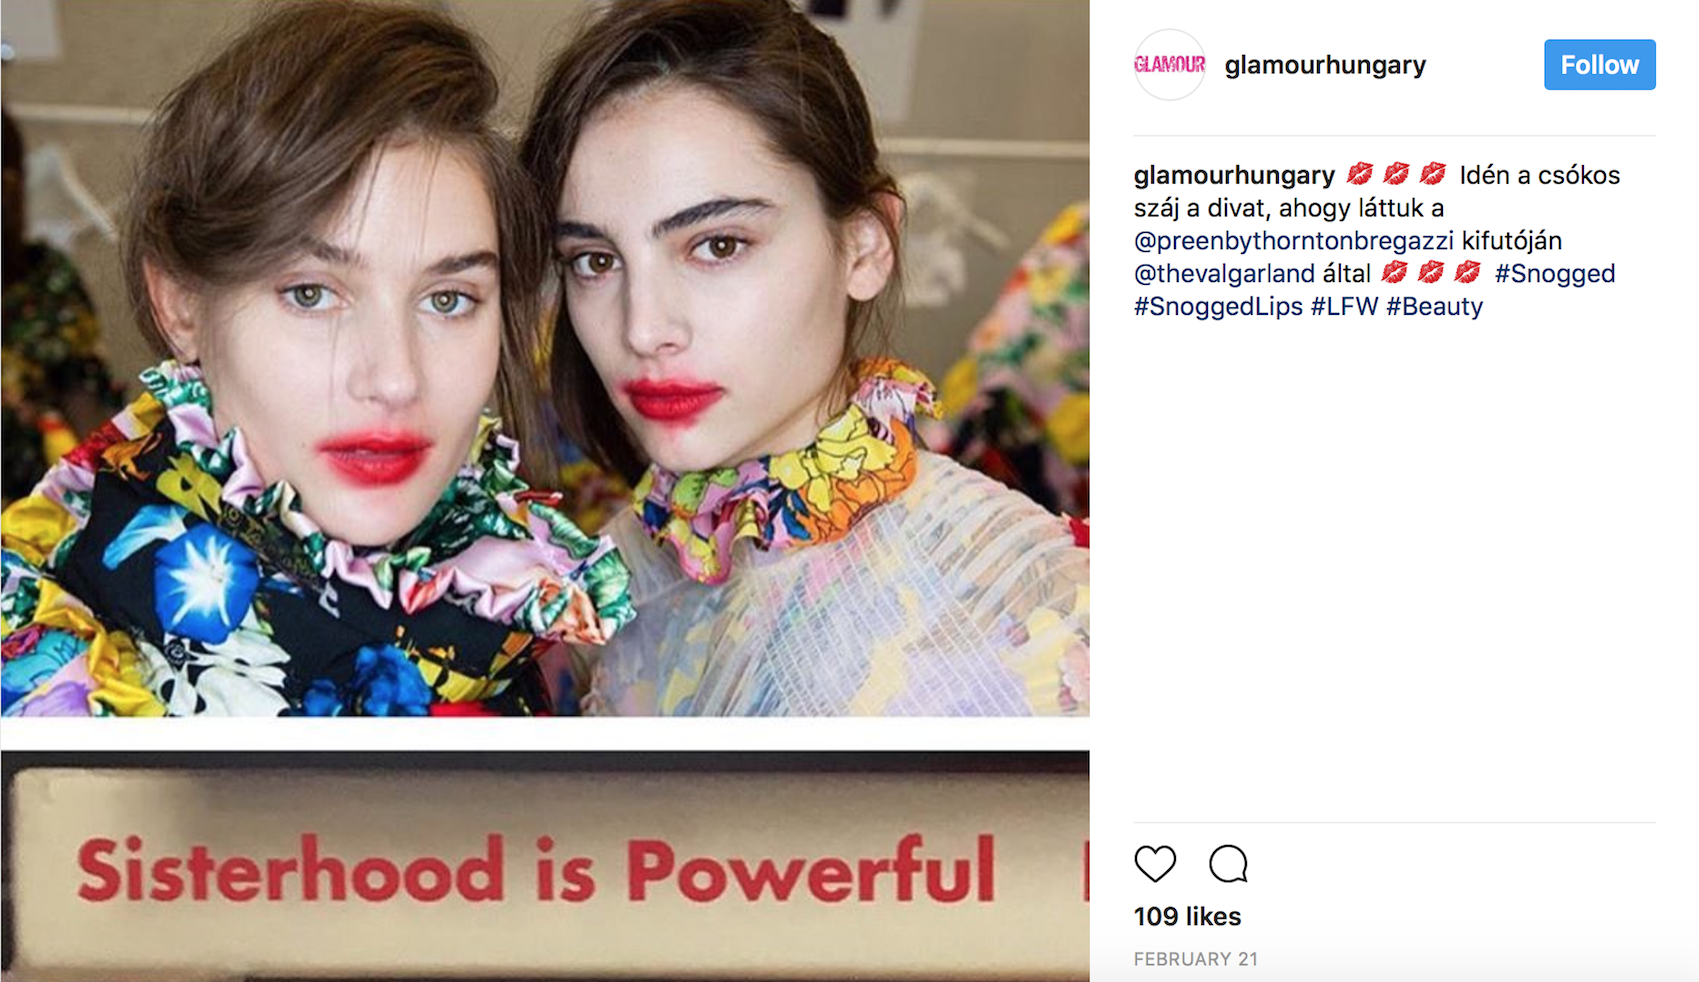 GLAMOUR
glamourhungary
Follow
glamourhungary 💋 💋 💋 Idén a csókos
száj a divat, ahogy láttuk a
@preenbythorntonbregazzi kifutóján
@thevalgarland által 💋 💋 💋 #Snogged
#SnoggedLips #LFW #Beauty
Sisterhood is Powerful
109 likes
FEBRUARY 21